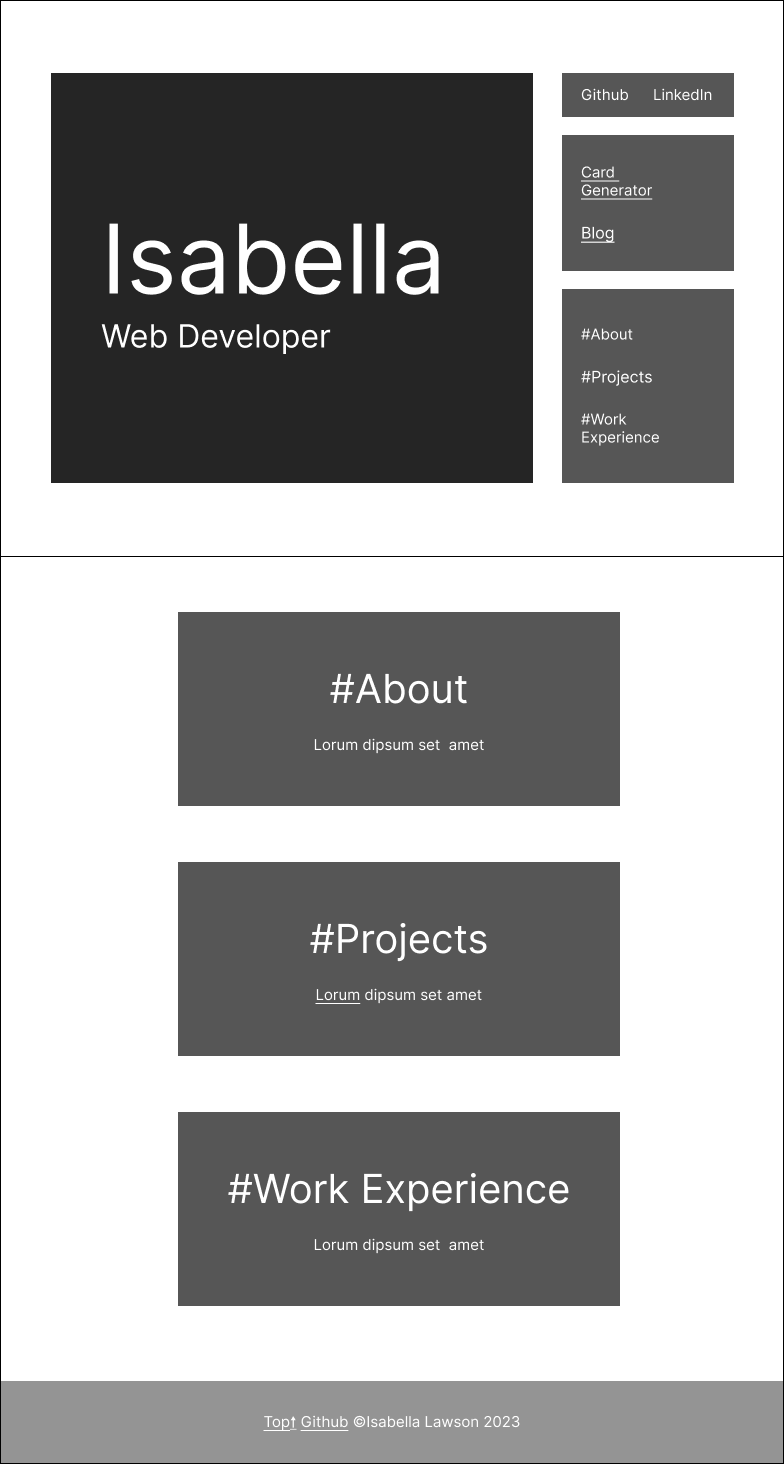 Isabella
Web Developer
Github LinkedIn
Card
Generator
Blog
#About
#Projects
#Work
Experience
#About
Lorum dipsum set  amet
#Projects
Lorum dipsum set amet
#Work Experience
Lorum dipsum set  amet
Top↑ Github ©Isabella Lawson 2023